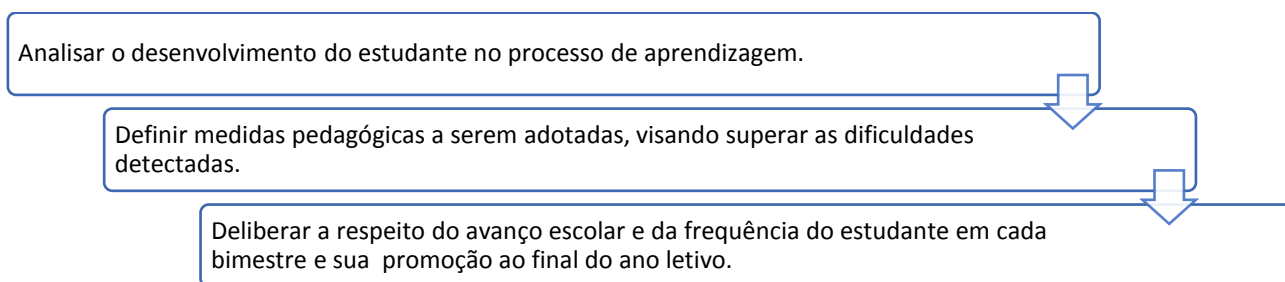 Analisar o desenvolvimento do estudante no processo de aprendizagem.
Definir medidas pedagógicas a serem adotadas, visando superar as dificuldades
detectadas.
Deliberar a respeito do avanço escolar e da frequência do estudante em cada
bimestre e sua  promoção ao final do ano letivo.